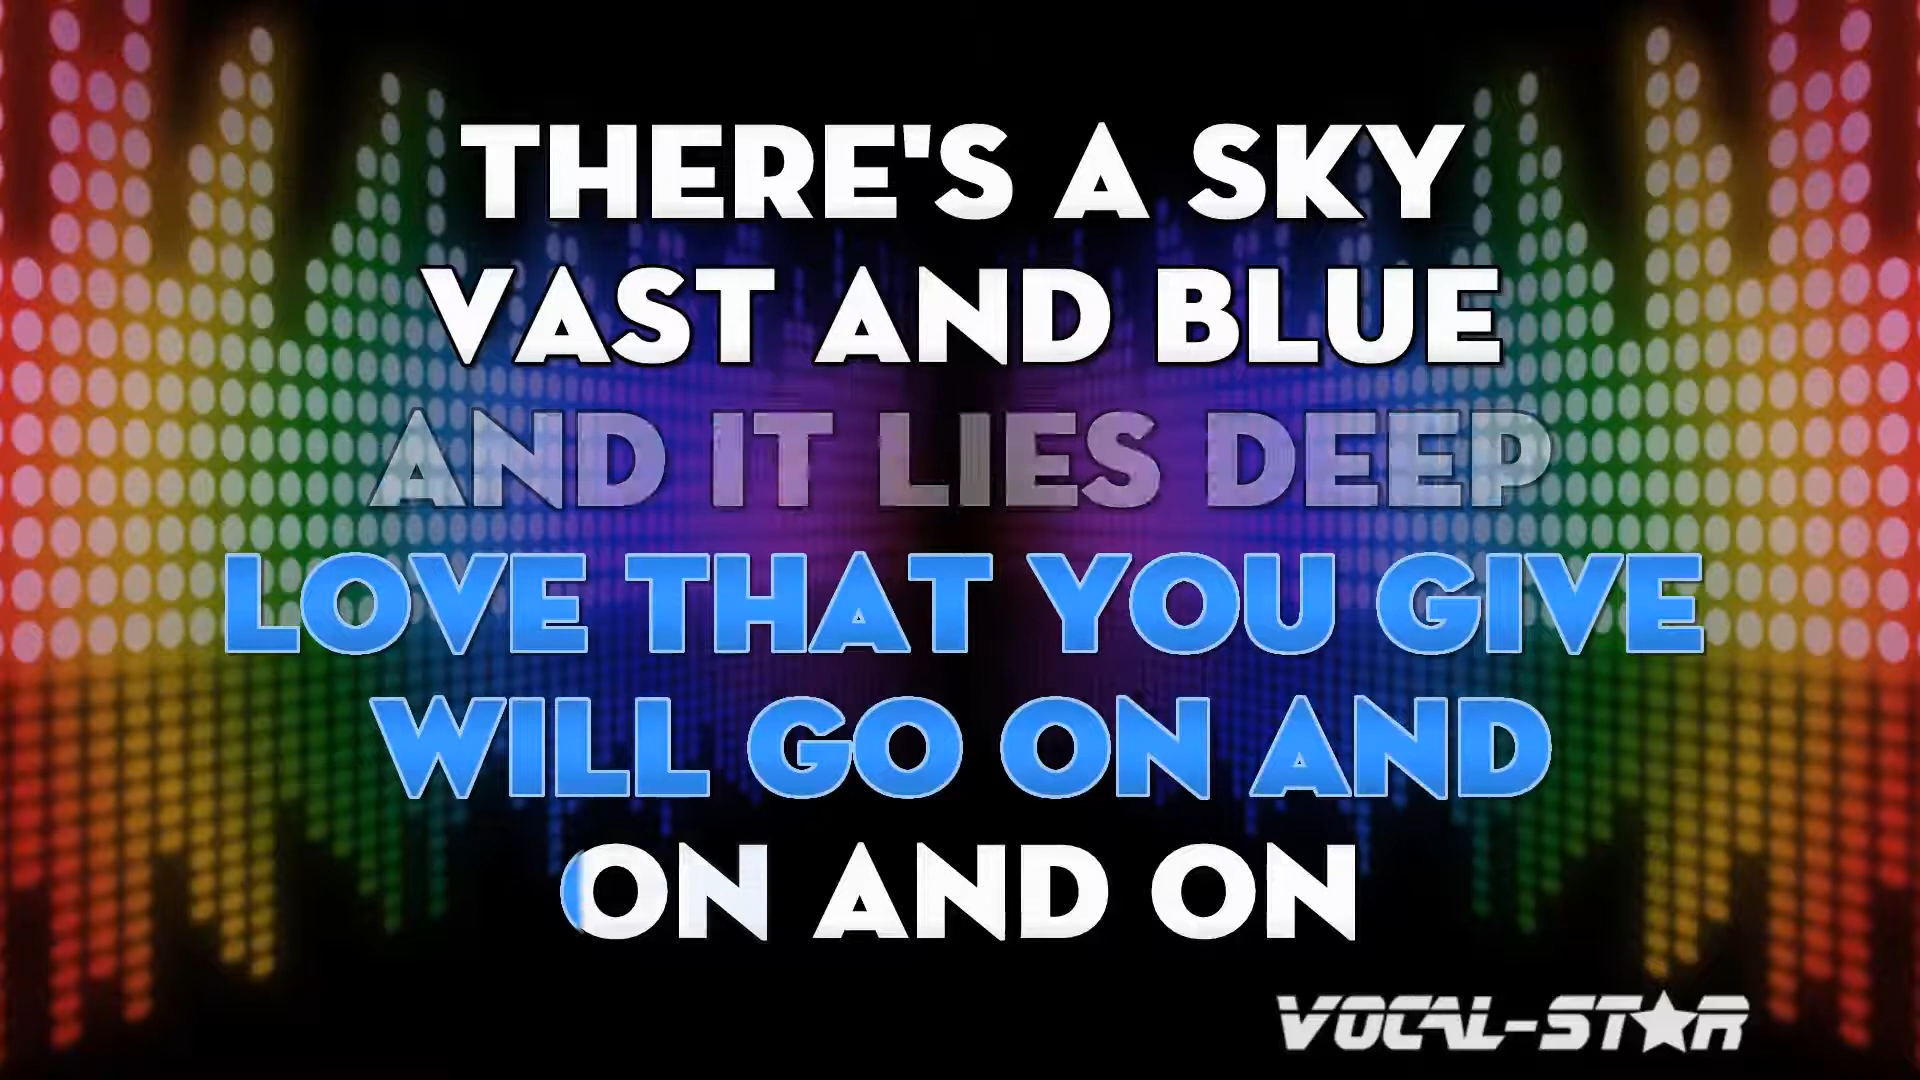 THERE'S A SKY
VAST AND BLUE
AND IT LIES DEEP
LOVE THAT YOU GIVE
WILL GO ON AND
ON AND ON
VOCAL-STAR